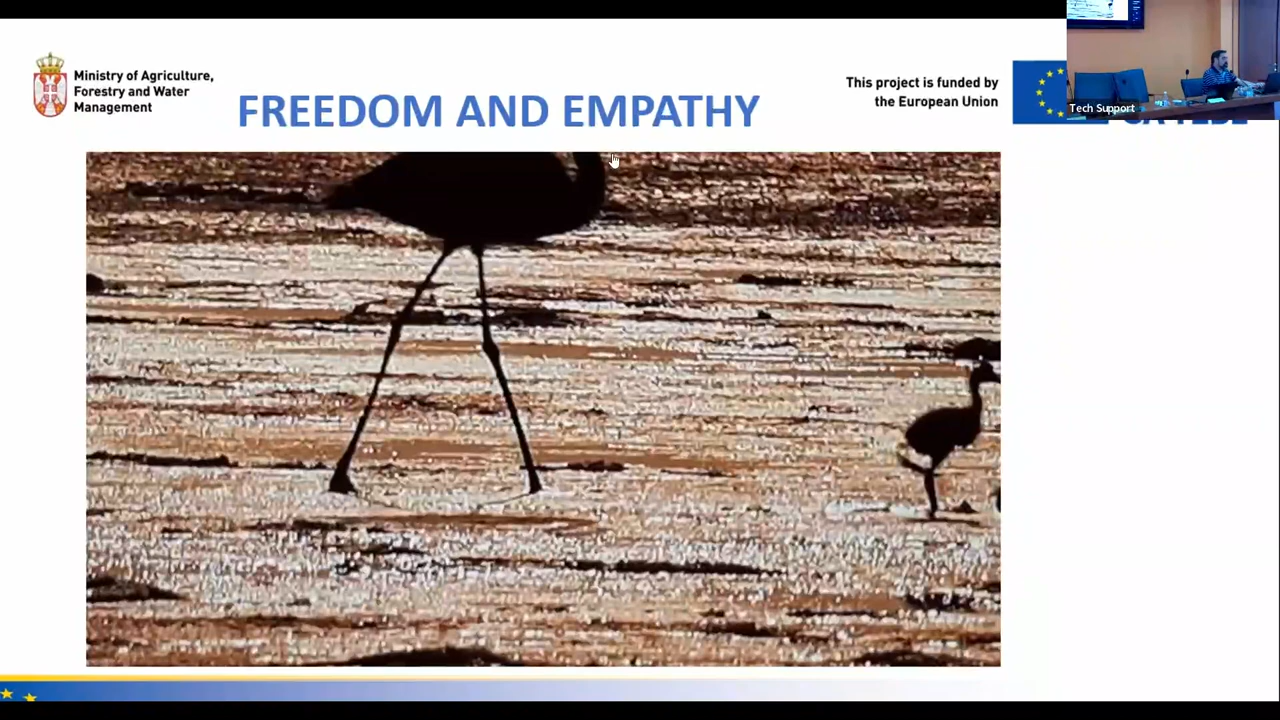 Ministry of Agriculture,
Forestry and Water
Management
FREEDOM AND EMPATHY
This project is funded by
the European Union
Tech Support